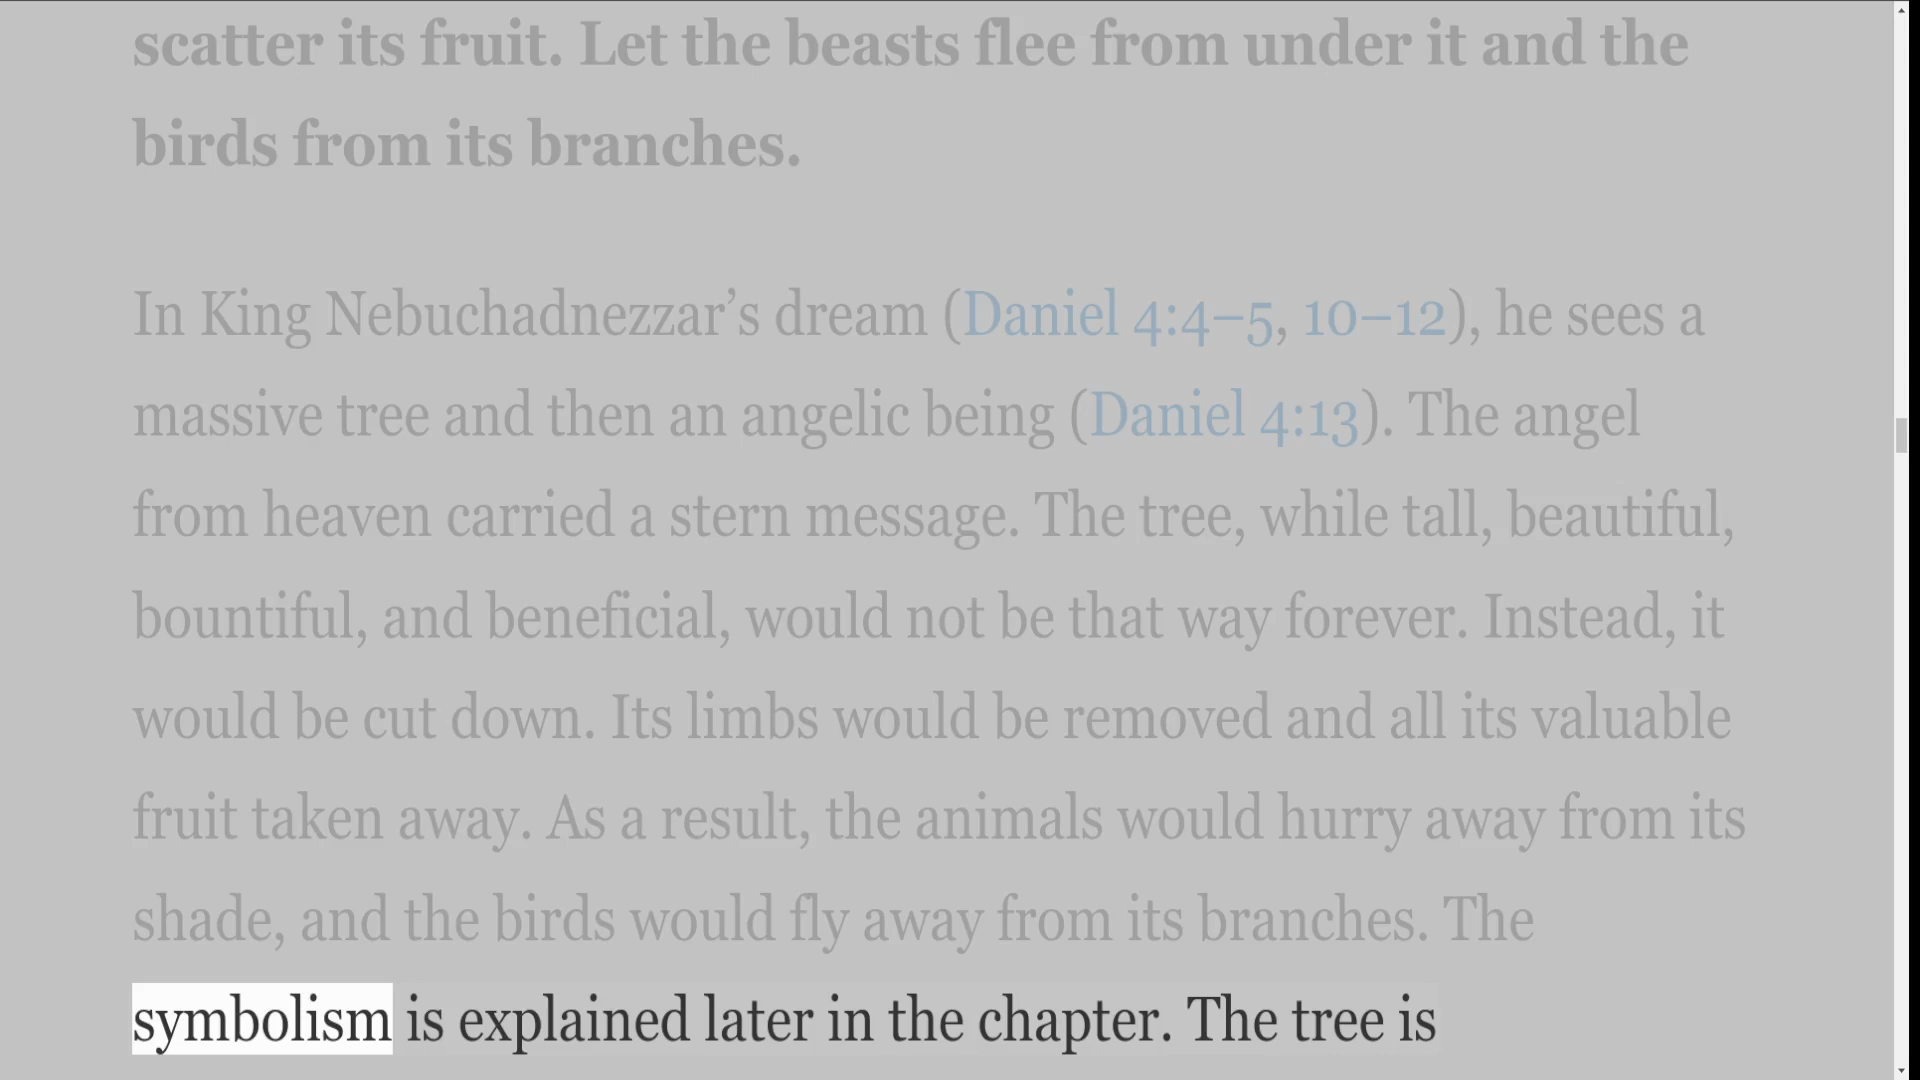 scatter its fruit. Let the beasts flee from under it and the
birds from its branches.
In King Nebuchadnezzar’s dream (Daniel 4:4–5, 10–12), he sees a
massive tree and then an angelic being (Daniel 4:13). The angel
from heaven carried a stern message. The tree, while tall, beautiful,
bountiful, and beneficial, would not be that way forever. Instead, it
would be cut down. Its limbs would be removed and all its valuable
fruit taken away. As a result, the animals would hurry away from its
shade, and the birds would fly away from its branches. The
symbolism is explained later in the chapter. The tree is